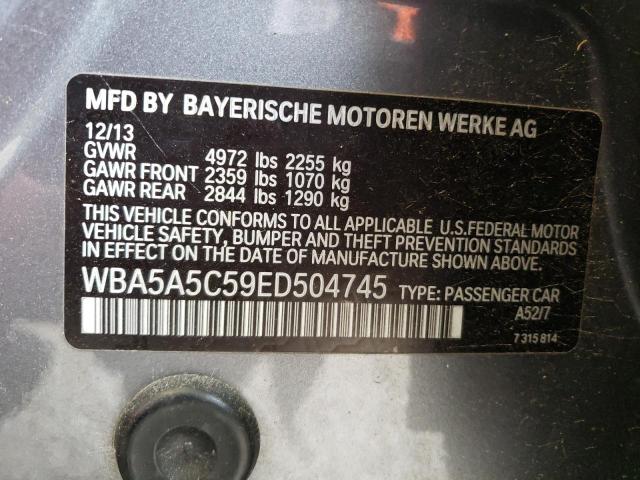 MFD BY BAYERISCHE MOTOREN WERKE AG
12/13
GVWR 4972 lbs 2255 kg
GAWR FRONT 2359 lbs 1070 kg
GAWR REAR 2844 lbs 1290 kg
THIS VEHICLE CONFORMS TO ALL APPLICABLE U.S.FEDERAL MOTOR
VEHICLE SAFETY, BUMPER AND THEFT PREVENTION STANDARDS
IN EFFECT ON THE DATE OF MANUFACTURE SHOWN ABOVE.
WBA5A5C59ED504745 TYPE: PASSENGER CAR
A52/7
7 315 814